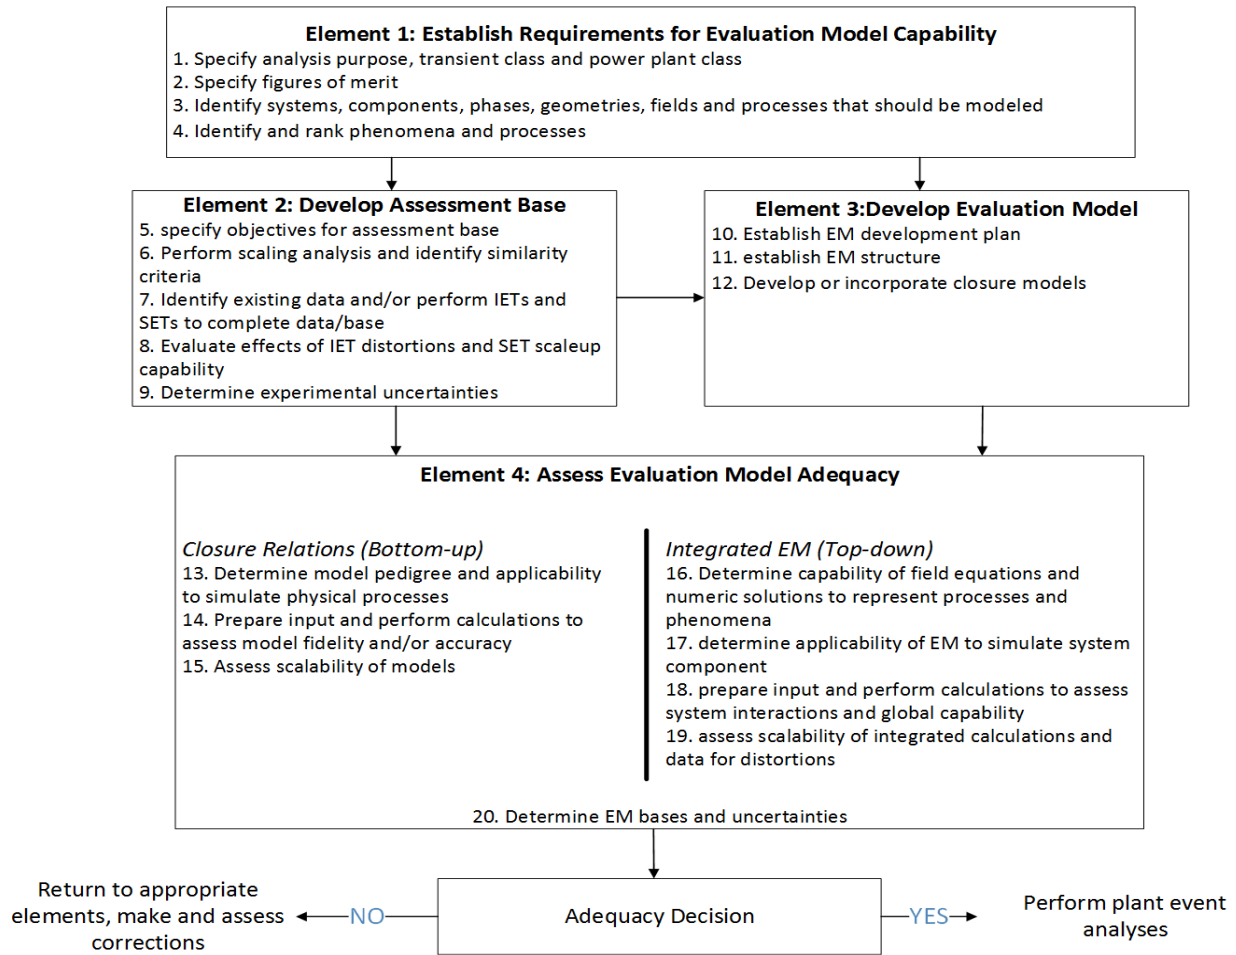 Element 1: Establish Requirements for Evaluation Model Capability
1. Specify analysis purpose, transient class and power plant class
2. Specify figures of merit
3. Identify systems, components, phases, geometries, fields and processes that should be modeled
4. Identify and rank phenomena and processes
Element 2: Develop Assessment Base
5. specify objectives for assessment base
6. Perform scaling analysis and identify similarity
criteria
7. Identify existing data and/or perform IETs and
SETs to complete data/base
8. Evaluate effects of IET distortions and SET scaleup
capability
9. Determine experimental uncertainties
Element 3:Develop Evaluation Model
10. Establish EM development plan
11. establish EM structure
12. Develop or incorporate closure models
Element 4: Assess Evaluation Model Adequacy
Closure Relations (Bottom-up)
13. Determine model pedigree and applicability
to simulate physical processes
14. Prepare input and perform calculations to
assess model fidelity and/or accuracy
15. Assess scalability of models
Integrated EM (Top-down)
16. Determine capability of field equations and
numeric solutions to represent processes and
phenomena
17. determine applicability of EM to simulate system
component
18. prepare input and perform calculations to assess
system interactions and global capability
19. assess scalability of integrated calculations and
data for distortions
20. Determine EM bases and uncertainties
Return to appropriate
elements, make and assess
corrections
NO
Adequacy Decision
YES
Perform plant event
analyses